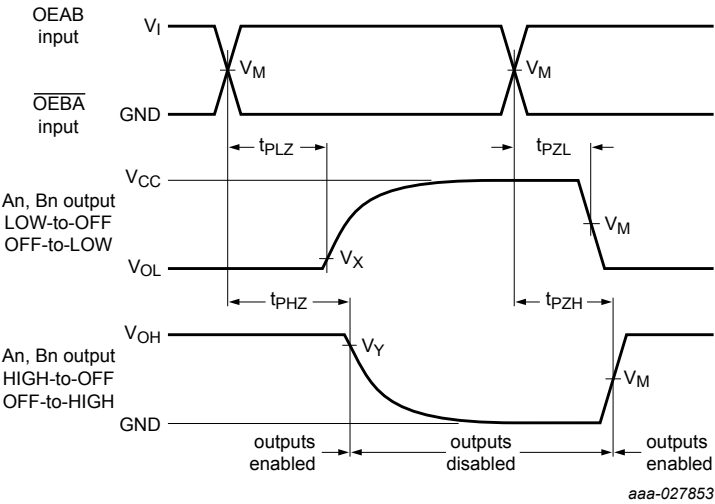 OEAB
input
V_I
V_M
V_M
OEBA
input
GND
t_PLZ
t_PZL
V_CC
An, Bn output
LOW-to-OFF
OFF-to-LOW
V_M
V_X
V_OL
t_PHZ
t_PZH
V_OH
An, Bn output
HIGH-to-OFF
OFF-to-HIGH
V_Y
V_M
GND
outputs
enabled
outputs
disabled
outputs
enabled
aaa-027853